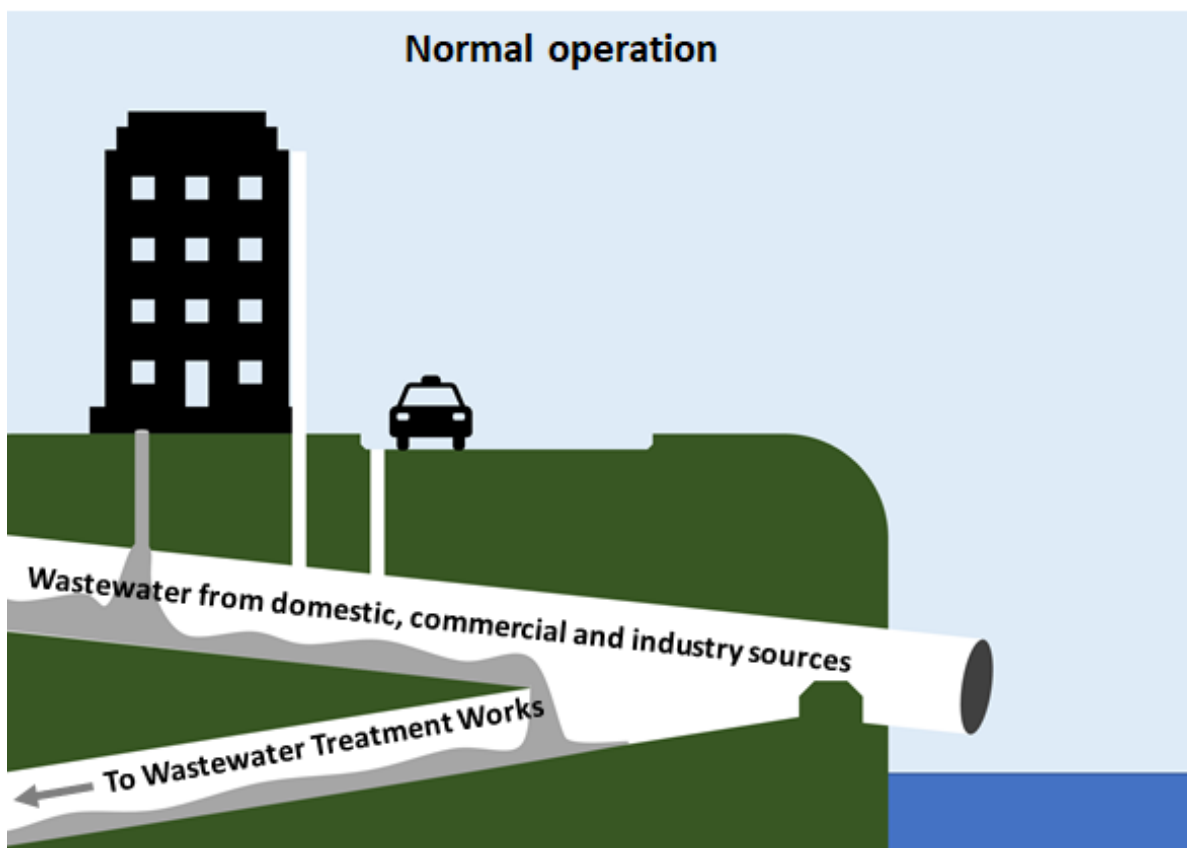 Normal operation
Wastewater from domestic, commercial and industry sources
To Wastewater Treatment Works